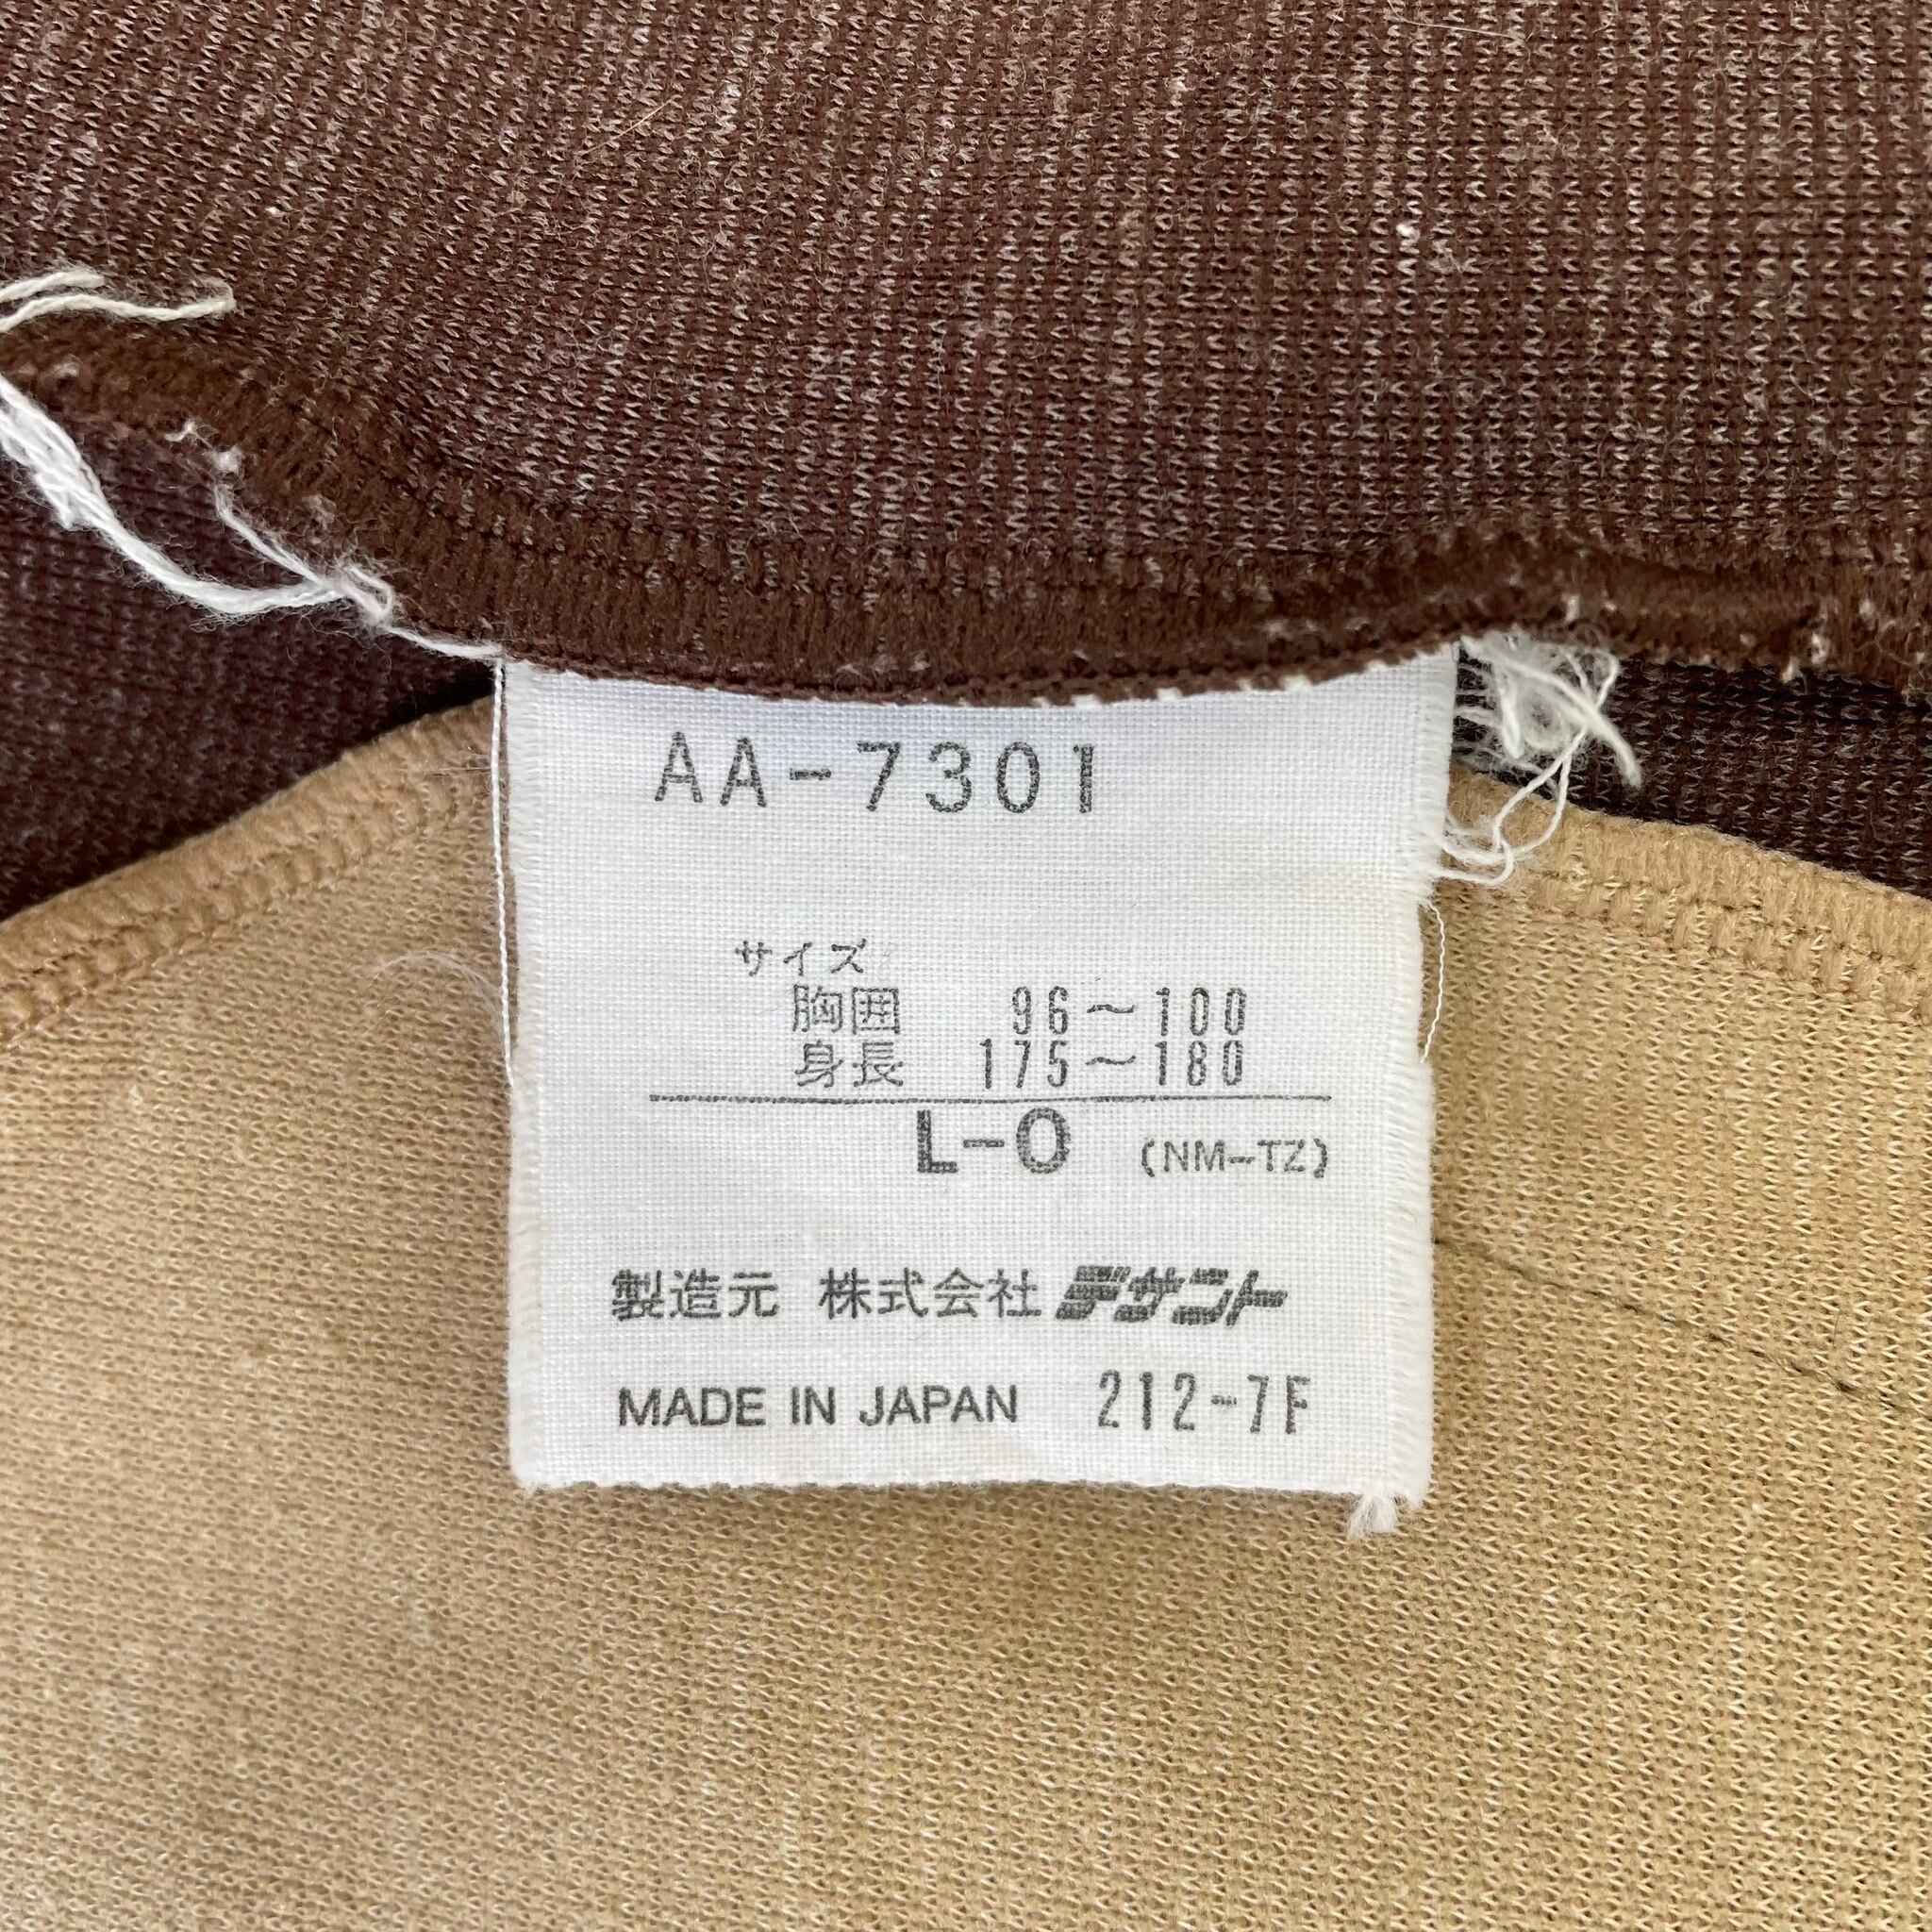 AA-7301
サイズ
胸囲 96～100
身長 175～180
L-O (NM-TZ)
製造元 株式会社デサント
MADE IN JAPAN 212-7F